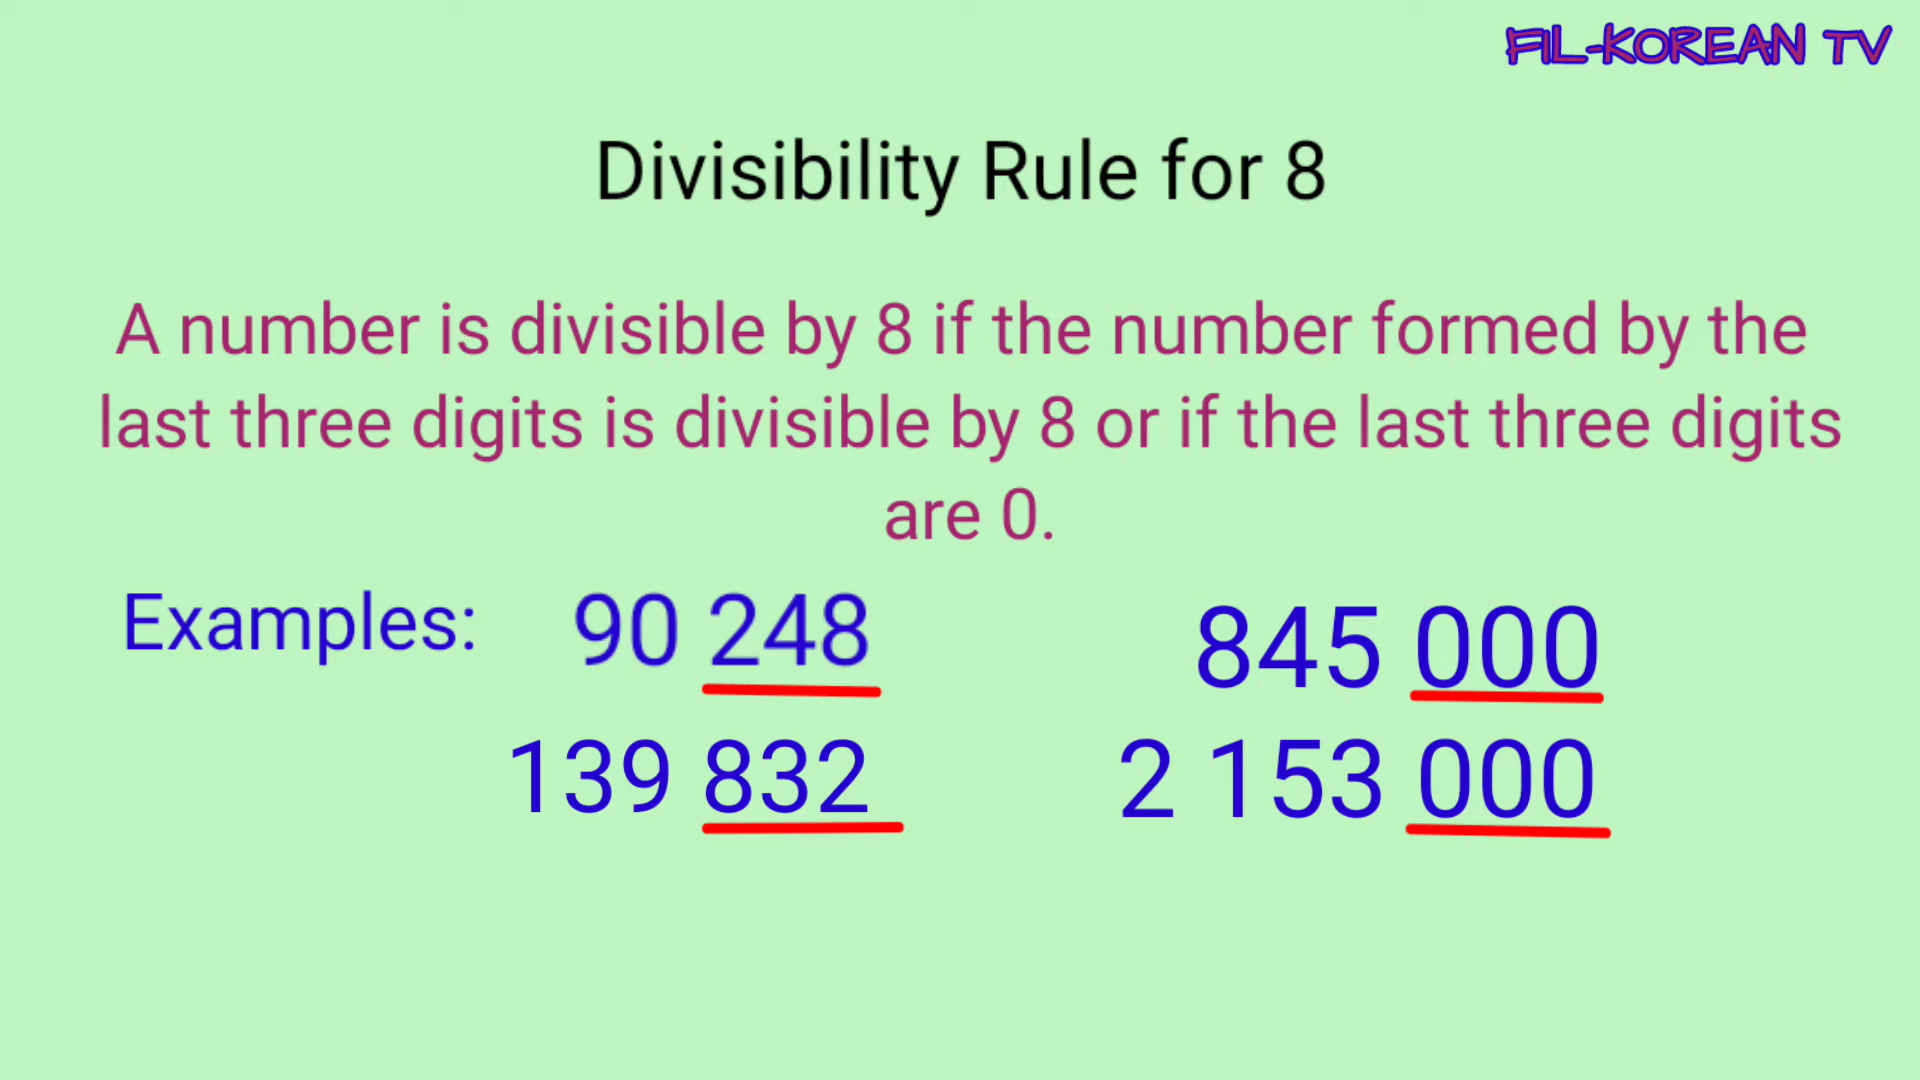 FIL-KOREAN TV
Divisibility Rule for 8
A number is divisible by 8 if the number formed by the
last three digits is divisible by 8 or if the last three digits
are 0.
Examples: 90 248 845 000
139 832 2 153 000